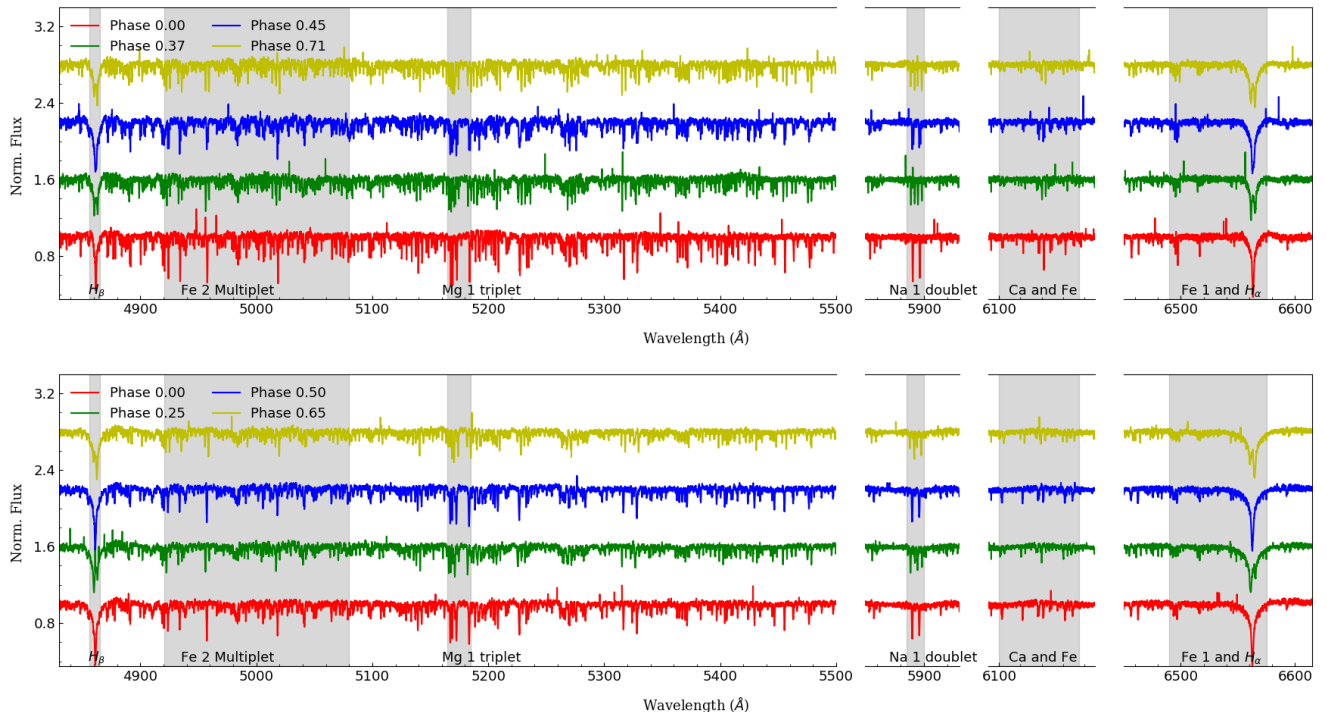 3.2
2.4
1.6
0.8
Norm. Flux
Phase 0.00
Phase 0.37
Phase 0.45
Phase 0.71
Hβ
Fe 2 Multiplet
Mg 1 triplet
Na 1 doublet
Ca and Fe
Fe 1 and Hα
4900 5000 5100 5200 5300 5400 5500 5900 6100 6500 6600
Wavelength (Å)
3.2
2.4
1.6
0.8
Norm. Flux
Phase 0.00
Phase 0.25
Phase 0.50
Phase 0.65
Hβ
Fe 2 Multiplet
Mg 1 triplet
Na 1 doublet
Ca and Fe
Fe 1 and Hα
4900 5000 5100 5200 5300 5400 5500 5900 6100 6500 6600
Wavelength (Å)